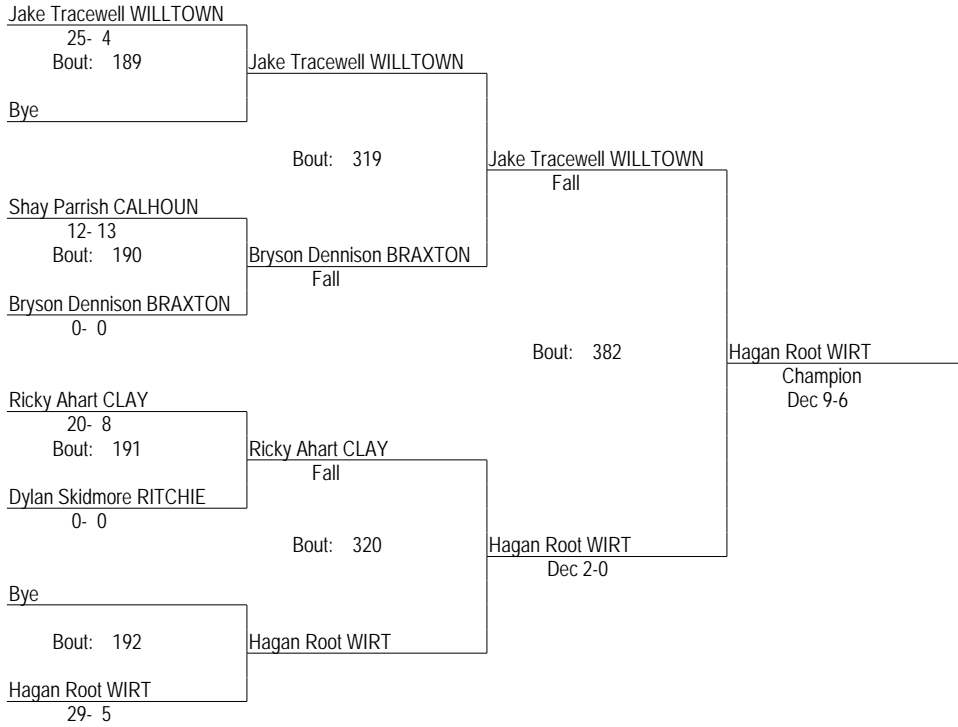 Jake Tracewell WILLTOWN
25- 4
Bout: 189
Jake Tracewell WILLTOWN
Bye
Bout: 319
Jake Tracewell WILLTOWN
Fall
Shay Parrish CALHOUN
12- 13
Bout: 190
Bryson Dennison BRAXTON
Fall
Bryson Dennison BRAXTON
0- 0
Bout: 382
Hagan Root WIRT
Champion
Dec 9-6
Ricky Ahart CLAY
20- 8
Bout: 191
Ricky Ahart CLAY
Fall
Dylan Skidmore RITCHIE
0- 0
Bout: 320
Hagan Root WIRT
Dec 2-0
Bye
Bout: 192
Hagan Root WIRT
Hagan Root WIRT
29- 5